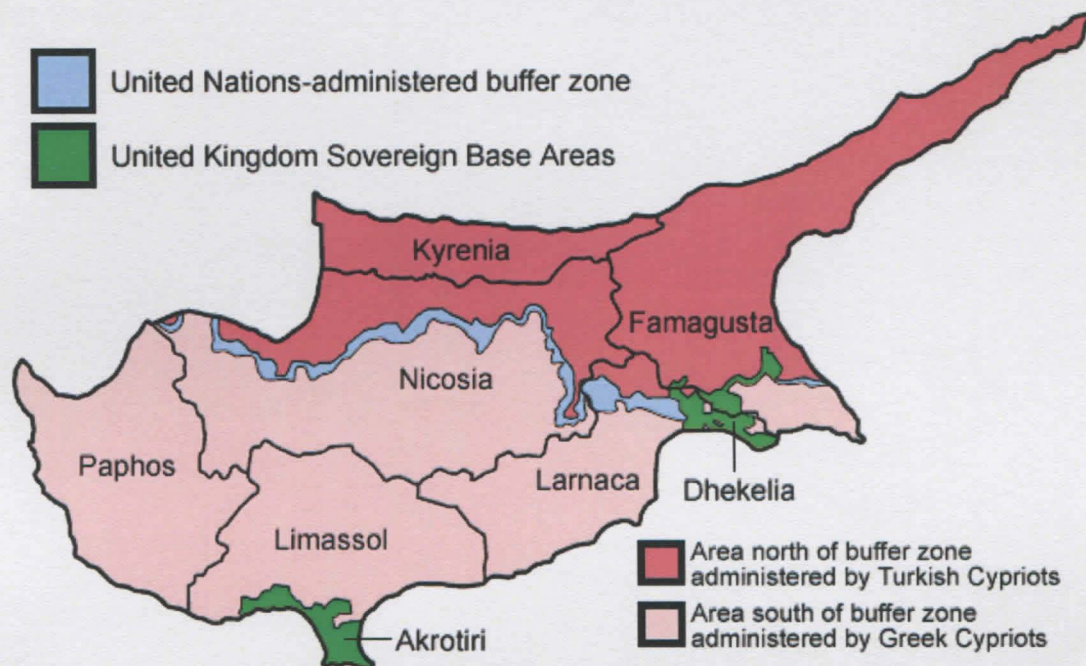 United Nations-administered buffer zone
United Kingdom Sovereign Base Areas
Kyrenia
Famagusta
Nicosia
Paphos
Larnaca
Dhekelia
Limassol
Area north of buffer zone
administered by Turkish Cypriots
Area south of buffer zone
administered by Greek Cypriots
Akrotiri